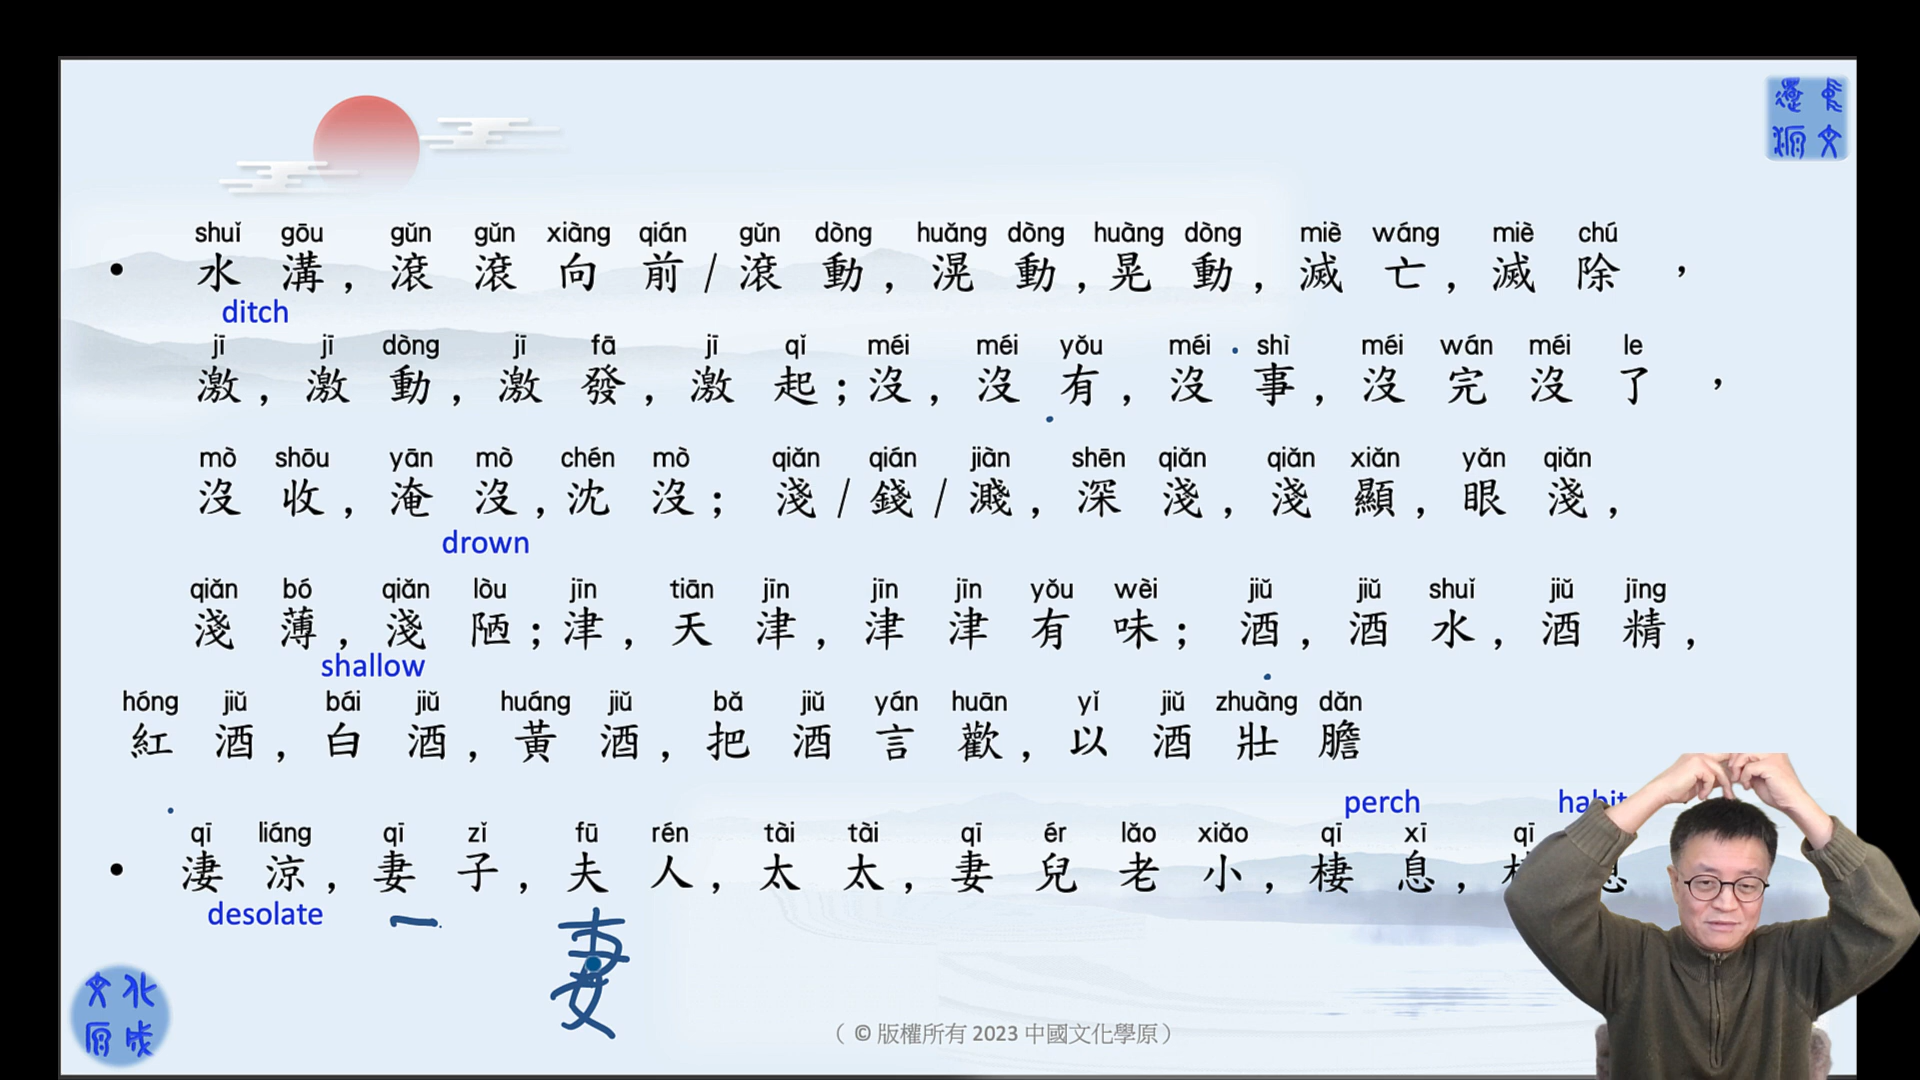 shuǐ gōu gǔn gǔn xiàng qián gǔn dòng huǎng dòng huàng dòng miè wáng miè chú
• 水溝，滾滾向前/滾動，滉動，晃動，滅亡，滅除，
ditch
jī jī dòng jī fā jī qǐ méi méi yǒu méi shì méi wán méi le
激，激動，激發，激起；沒，沒有，沒事，沒完沒了，
mò shōu yān mò chén mò qiǎn qián jiàn shēn qiǎn qiǎn xiǎn yǎn qiǎn
沒收，淹沒，沈沒；淺/錢/濺，深淺，淺顯，眼淺，
drown
qiǎn bó qiǎn lòu jīn tiān jīn jīn jīn yǒu wèi jiǔ jiǔ shuǐ jiǔ jīng
淺薄，淺陋；津，天津，津津有味；酒，酒水，酒精，
shallow
hóng jiǔ bái jiǔ huáng jiǔ bǎ jiǔ yán huān yǐ jiǔ zhuàng dǎn
紅酒，白酒，黃酒，把酒言歡，以酒壯膽
perch
qī liáng qī zǐ fū rén tài tài qī ér lǎo xiǎo qī xī qī
• 淒涼，妻子，夫人，太太，妻兒老小，棲息，
desolate
一 妻
文化
（ © 版權所有 2023 中國文化學原）